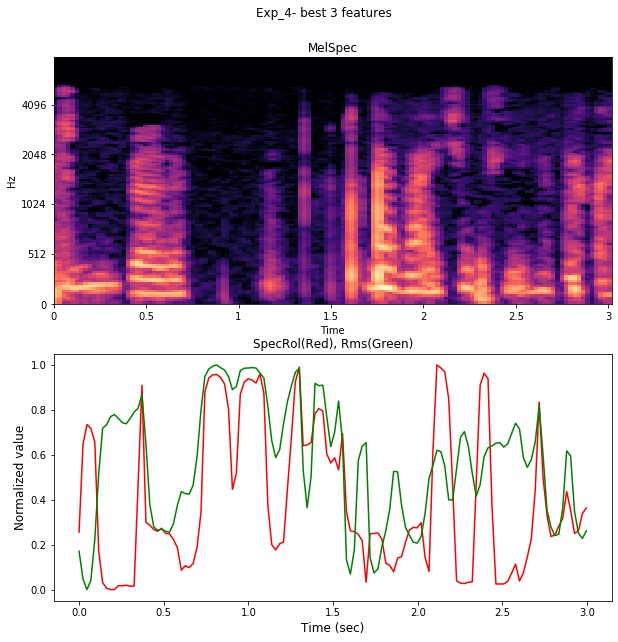 Exp_4- best 3 features
MelSpec
4096
2048
1024
512
0
Hz
0 0.5 1 1.5 2 2.5 3
Time
SpecRol(Red), Rms(Green)
1.0
0.8
0.6
0.4
0.2
0.0
Normalized value
0.0 0.5 1.0 1.5 2.0 2.5 3.0
Time (sec)